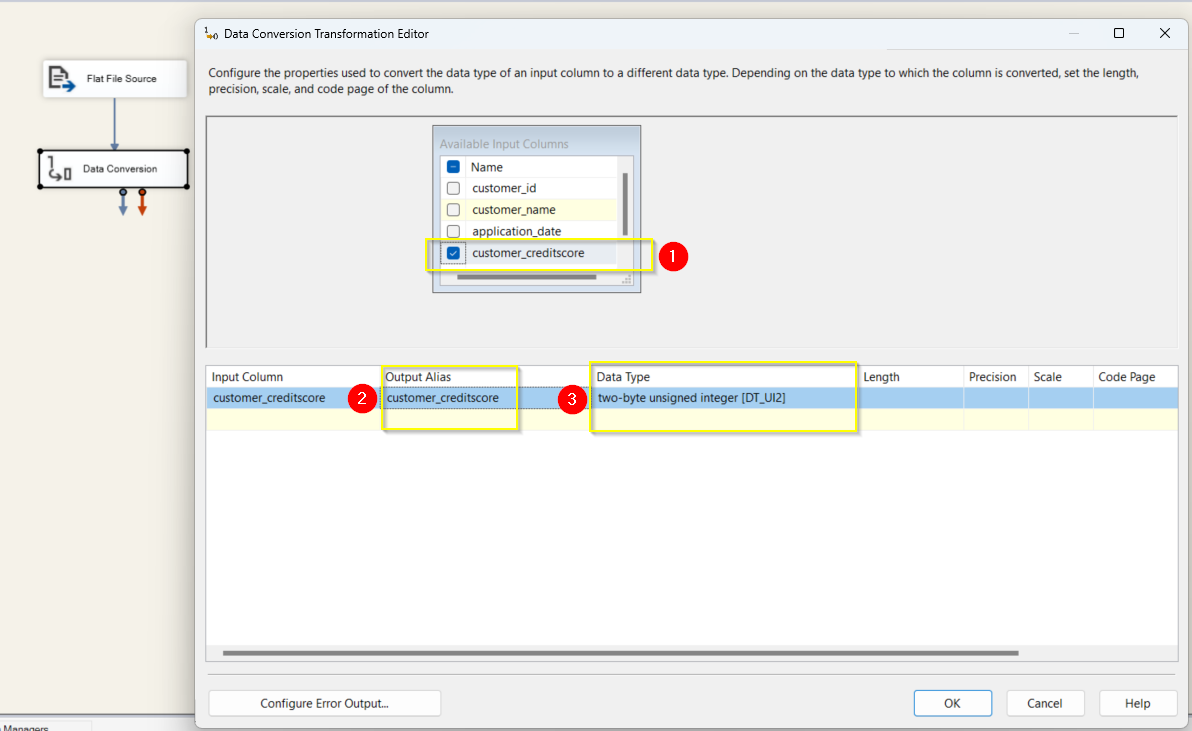 Data Conversion Transformation Editor
Flat File Source
Data Conversion
Configure the properties used to convert the data type of an input column to a different data type. Depending on the data type to which the column is converted, set the length,
precision, scale, and code page of the column.
Available Input Columns
Name
customer_id
customer_name
application_date
customer_creditscore
1
Input Column Output Alias Data Type Length Precision Scale Code Page
customer_creditscore 2 customer_creditscore 3 two-byte unsigned integer [DT_UI2]
Configure Error Output... OK Cancel Help
Managers